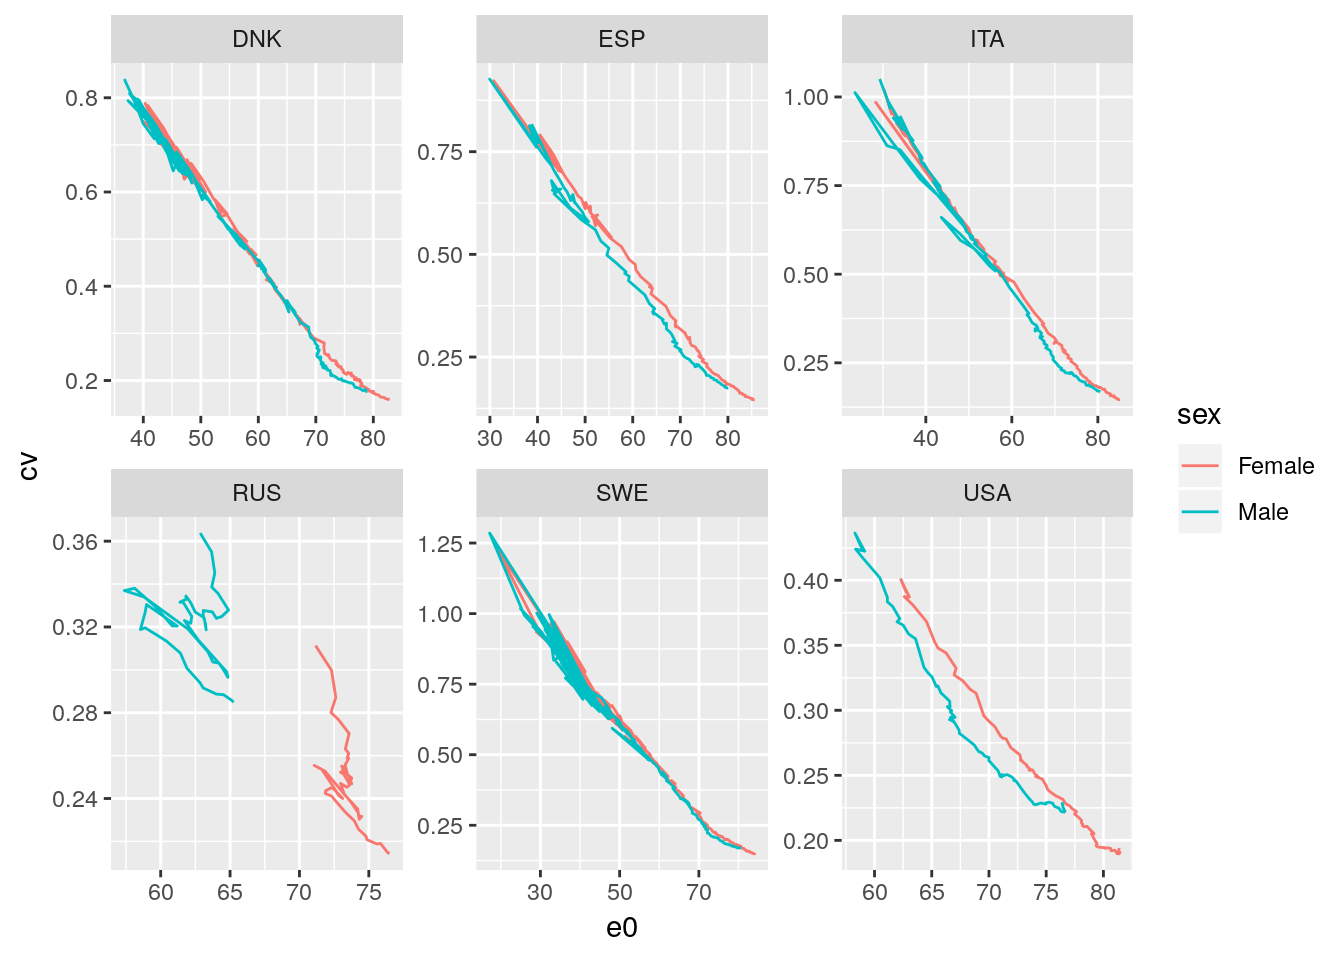 DNK ESP ITA
0.8 0.6 0.4 0.2
40 50 60 70 80
0.75 0.50 0.25
30 40 50 60 70 80
1.00 0.75 0.50 0.25
40 60 80
cv
RUS SWE USA
0.36 0.32 0.28 0.24
60 65 70 75
1.25 1.00 0.75 0.50 0.25
30 50 70
0.40 0.35 0.30 0.25 0.20
60 65 70 75 80
e0
sex
Female
Male